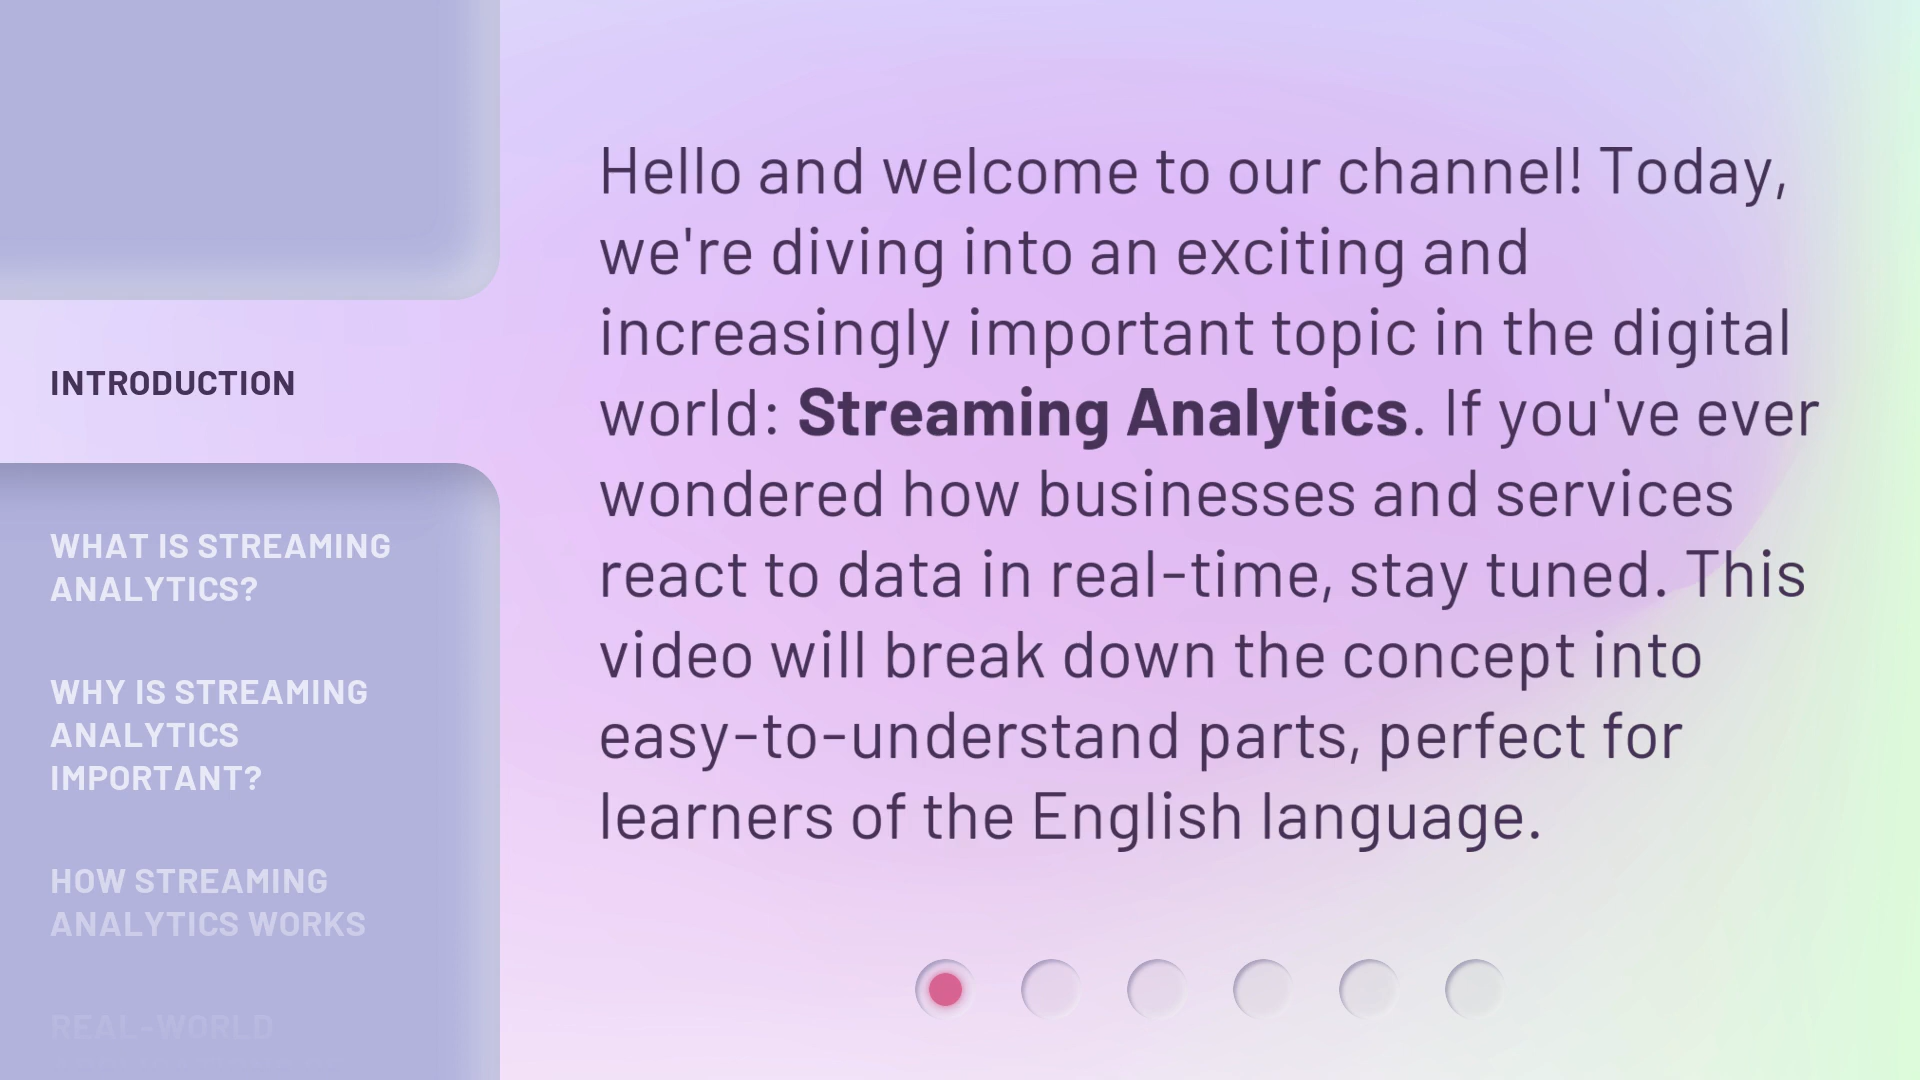 INTRODUCTION
WHAT IS STREAMING
ANALYTICS?
WHY IS STREAMING
ANALYTICS
IMPORTANT?
HOW STREAMING
ANALYTICS WORKS
REAL-WORLD
Hello and welcome to our channel! Today,
we're diving into an exciting and
increasingly important topic in the digital
world: Streaming Analytics. If you've ever
wondered how businesses and services
react to data in real-time, stay tuned. This
video will break down the concept into
easy-to-understand parts, perfect for
learners of the English language.